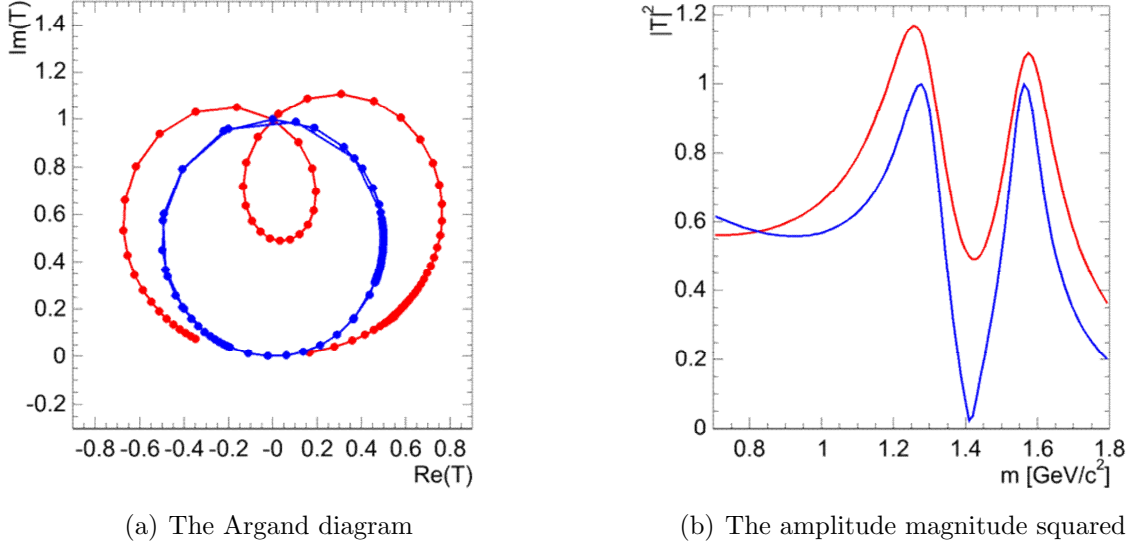 Im(T)
1.4
1.2
1
0.8
0.6
0.4
0.2
0
-0.2
-0.8 -0.6 -0.4 -0.2 -0 0.2 0.4 0.6 0.8
Re(T)
(a) The Argand diagram
|T|²
1.2
1
0.8
0.6
0.4
0.2
0
0.8 1 1.2 1.4 1.6 1.8
m [GeV/c²]
(b) The amplitude magnitude squared